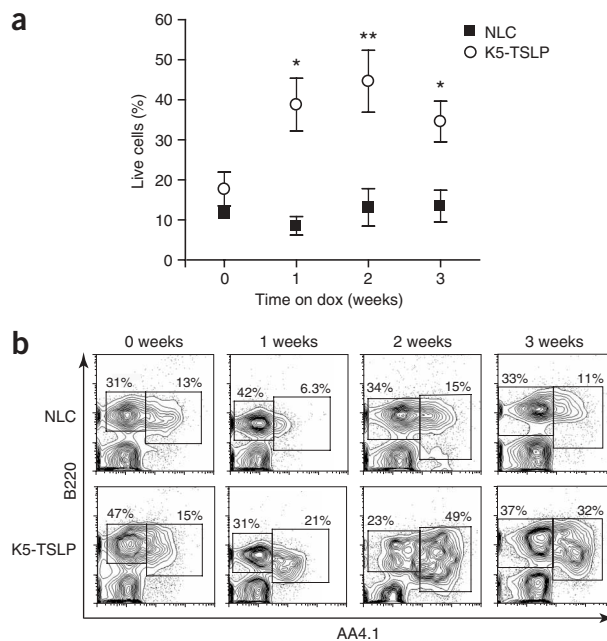 a
NLC
K5-TSLP
60
50
40
30
20
10
0
Live cells (%)
* ** *
0 1 2 3
Time on dox (weeks)
b
0 weeks 1 weeks 2 weeks 3 weeks
NLC
31% 13% 42% 6.3% 34% 15% 33% 11%
K5-TSLP
47% 15% 31% 21% 23% 49% 37% 32%
B220
AA4.1